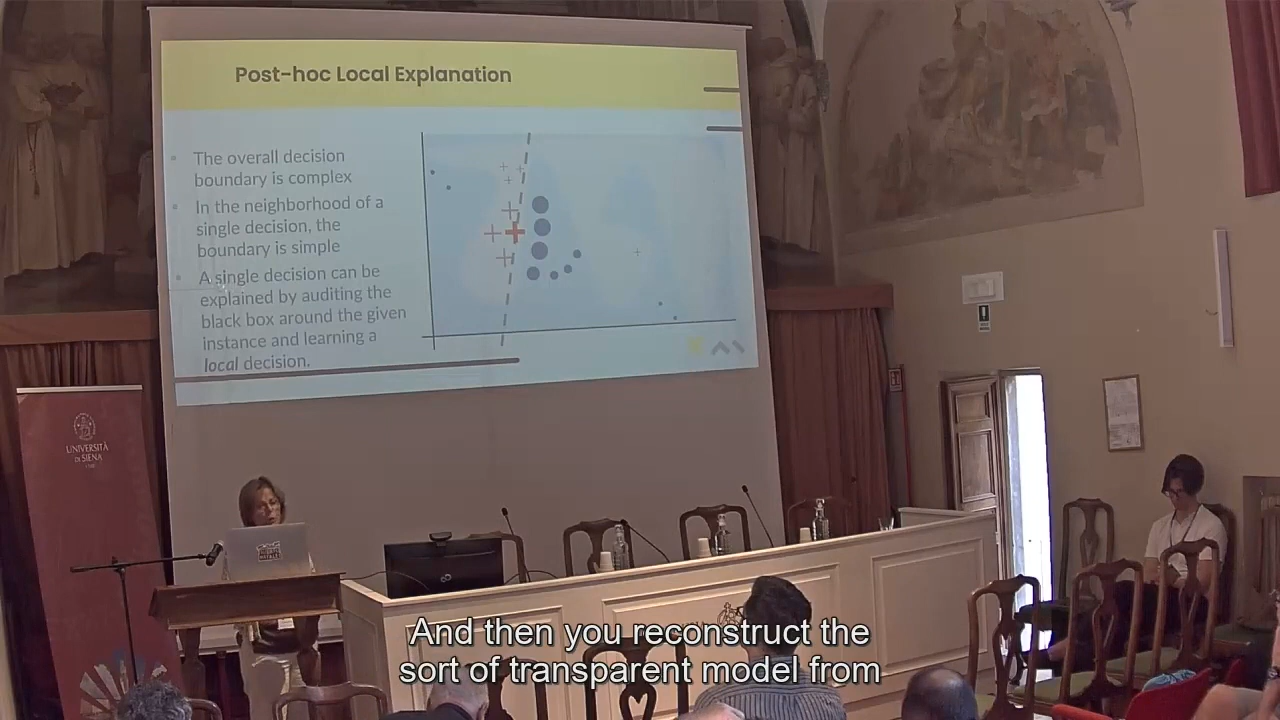 Post-hoc Local Explanation
The overall decision
boundary is complex
In the neighborhood of a
single decision, the
boundary is simple
A single decision can be
explained by auditing the
black box around the given
instance and learning a
local decision.
UNIVERSITÀ
DI SIENA
And then you reconstruct the
sort of transparent model from